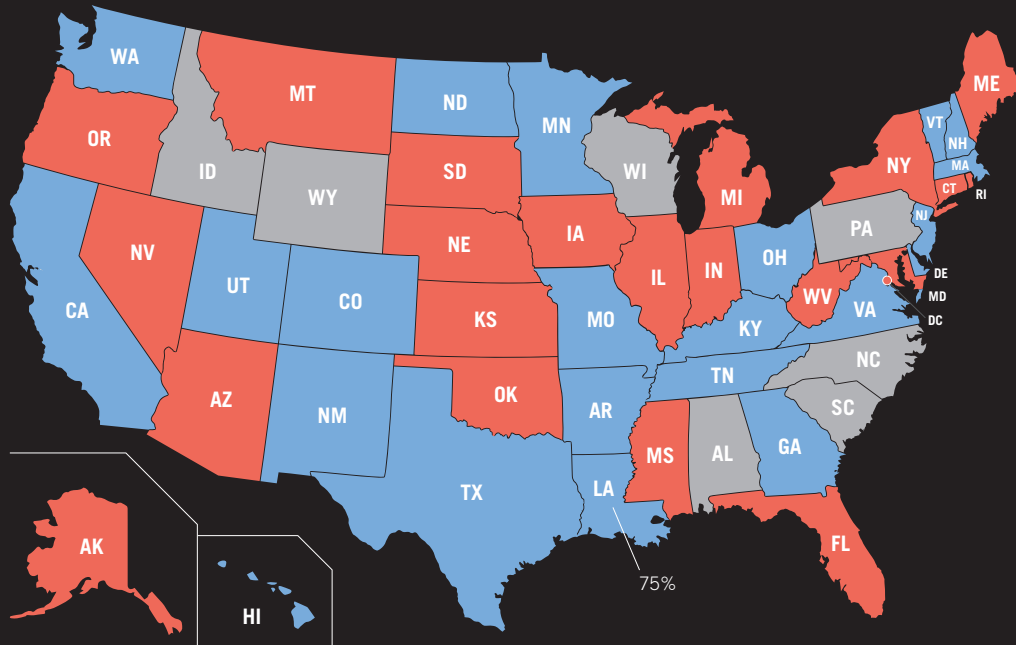 WA
MT
ND
MN
ME
VT
NH
OR
ID
SD
WI
MI
NY
MA
CT
RI
WY
NE
IA
PA
NJ
NV
UT
CO
IL
IN
OH
DE
MD
CA
KS
MO
WV
VA
DC
KY
NC
AZ
NM
OK
AR
TN
SC
TX
LA
MS
AL
GA
FL
75%
AK
HI